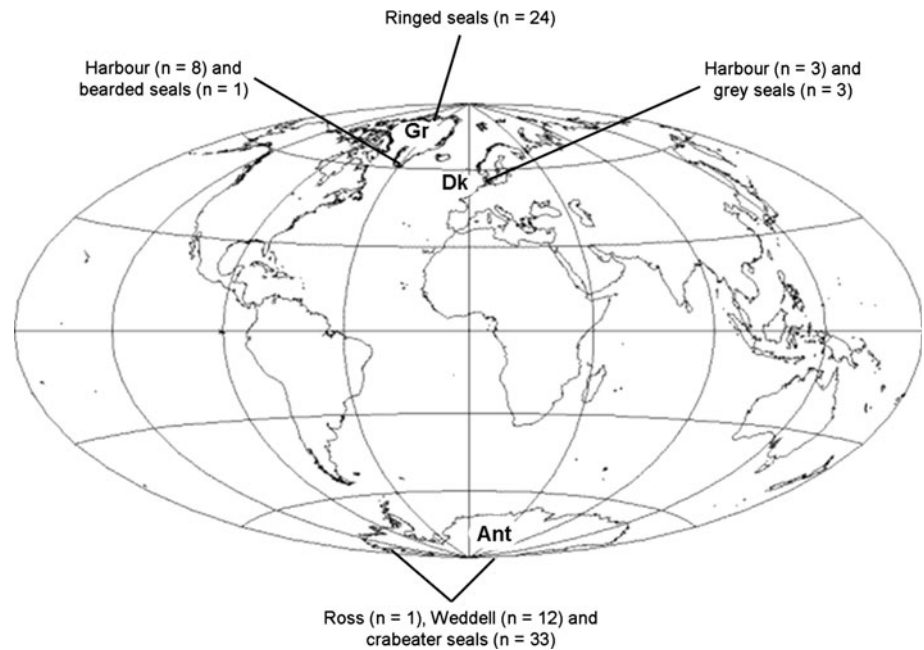 Ringed seals (n = 24)
Harbour (n = 8) and
bearded seals (n = 1)
Harbour (n = 3) and
grey seals (n = 3)
Gr
Dk
Ant
Ross (n = 1), Weddell (n = 12) and
crabeater seals (n = 33)